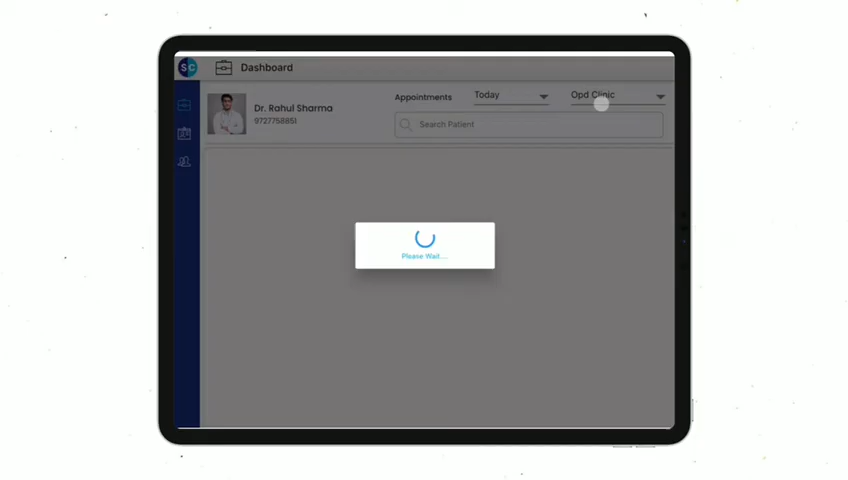 SC
Dashboard
Dr. Rahul Sharma
9727758851
Appointments
Today
Opd Clinic
Search Patient
Please Wait....